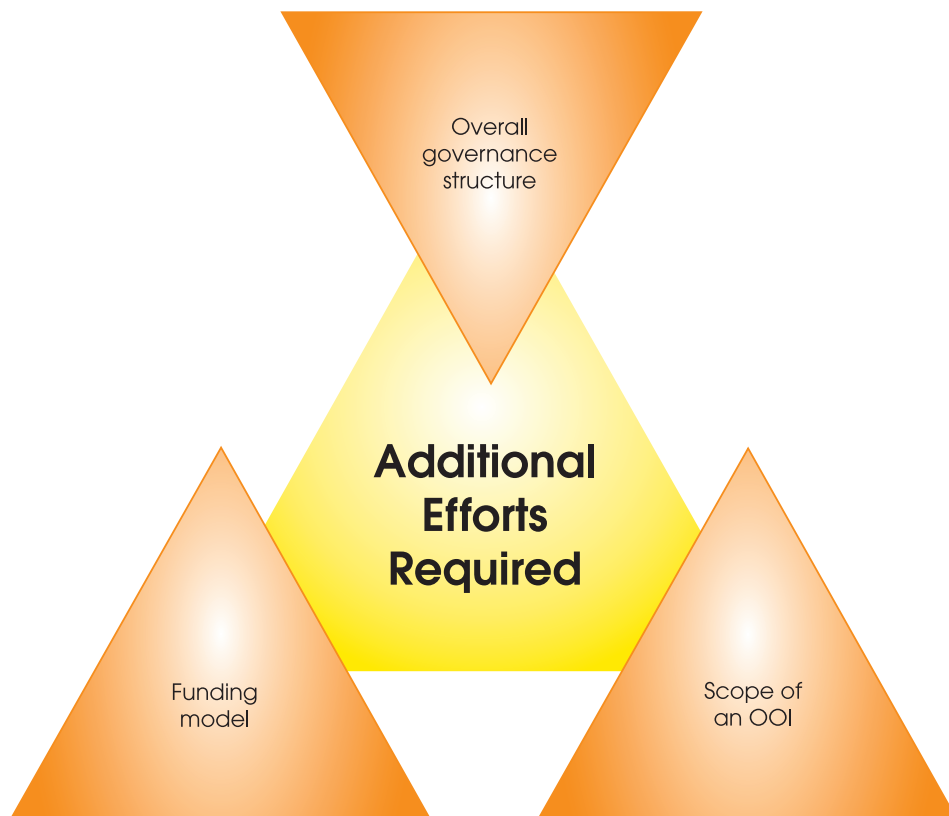 Overall
governance
structure
Additional
Efforts
Required
Funding
model
Scope of
an OOI